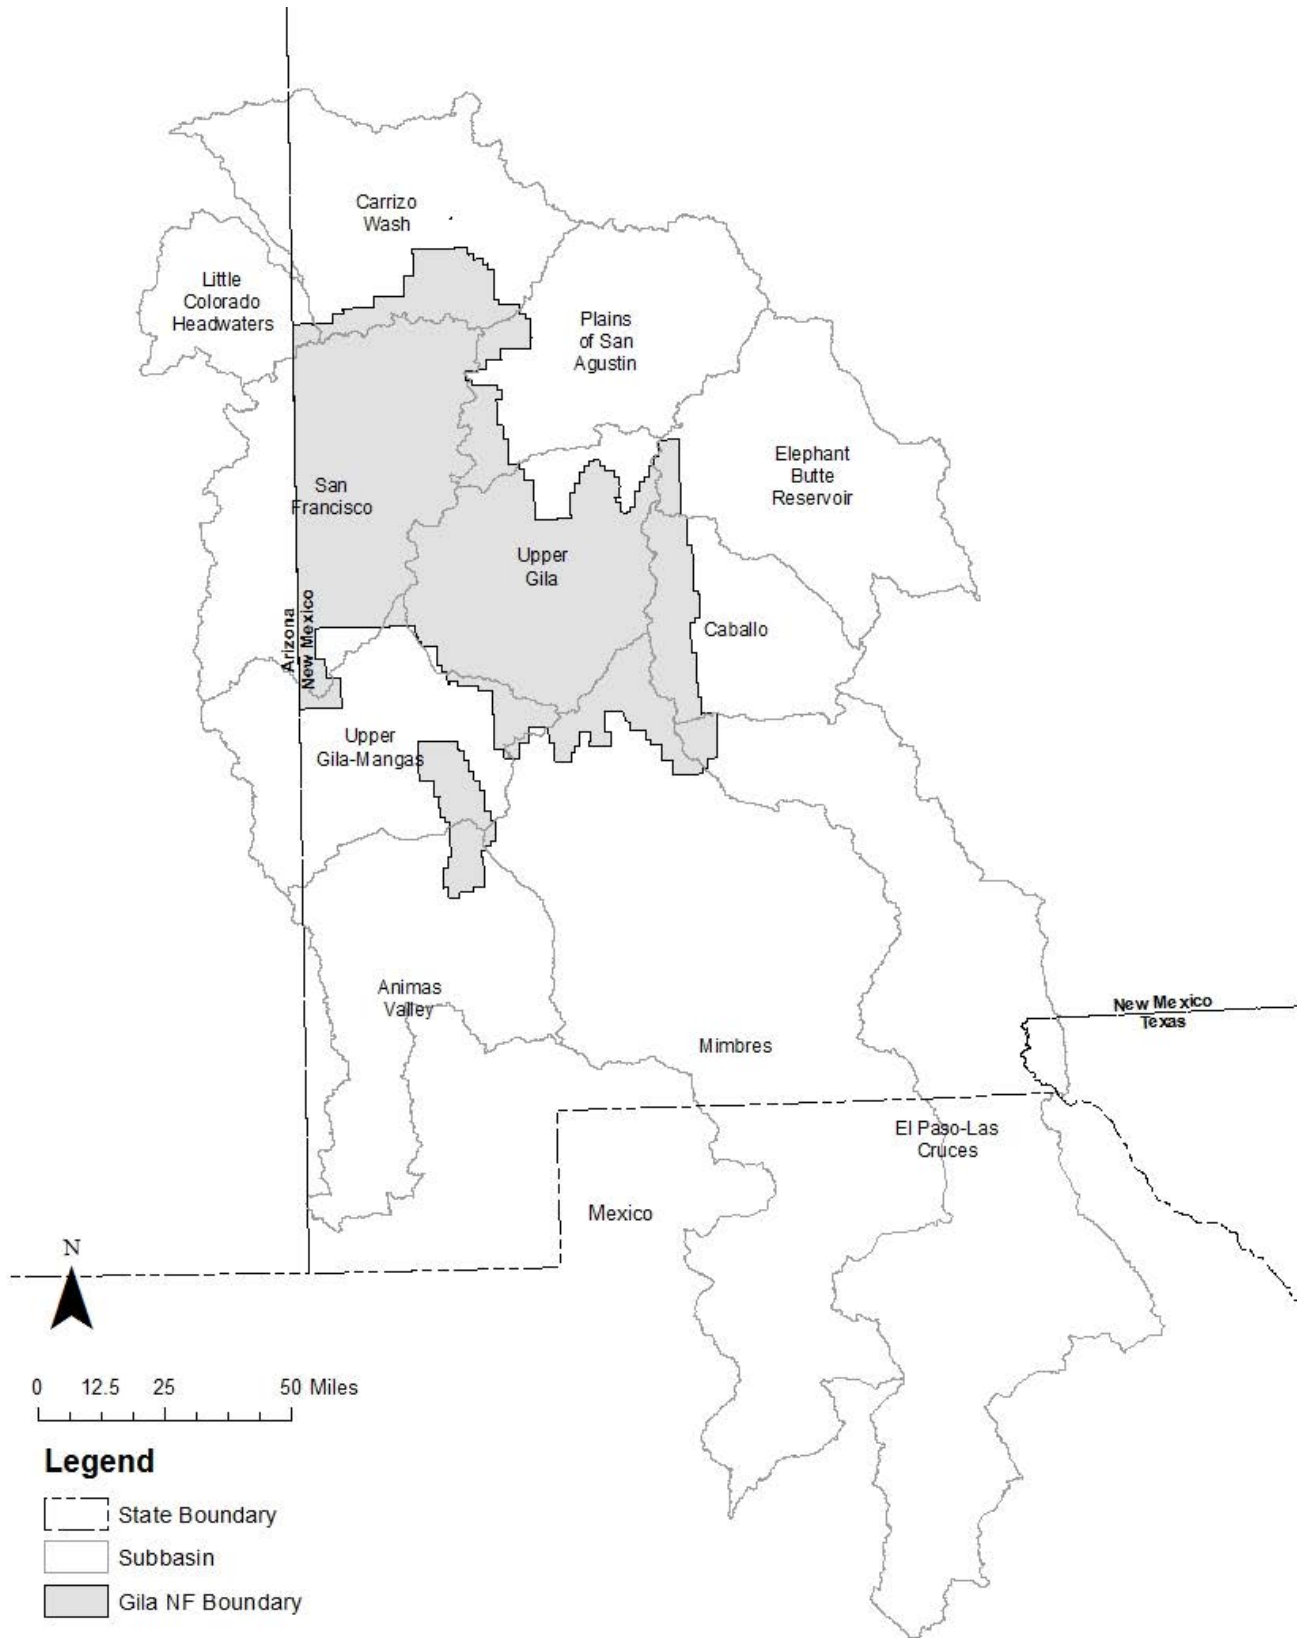 Carrizo
Wash
Little
Colorado
Headwaters
Plains
of San
Agustin
Elephant
Butte
Reservoir
San
Francisco
Upper
Gila
Caballo
Arizona
New Mexico
Upper
Gila-Mangas
Animas
Valley
New Mexico
Texas
Mimbres
El Paso-Las
Cruces
Mexico
N
0 12.5 25 50 Miles
Legend
State Boundary
Subbasin
Gila NF Boundary